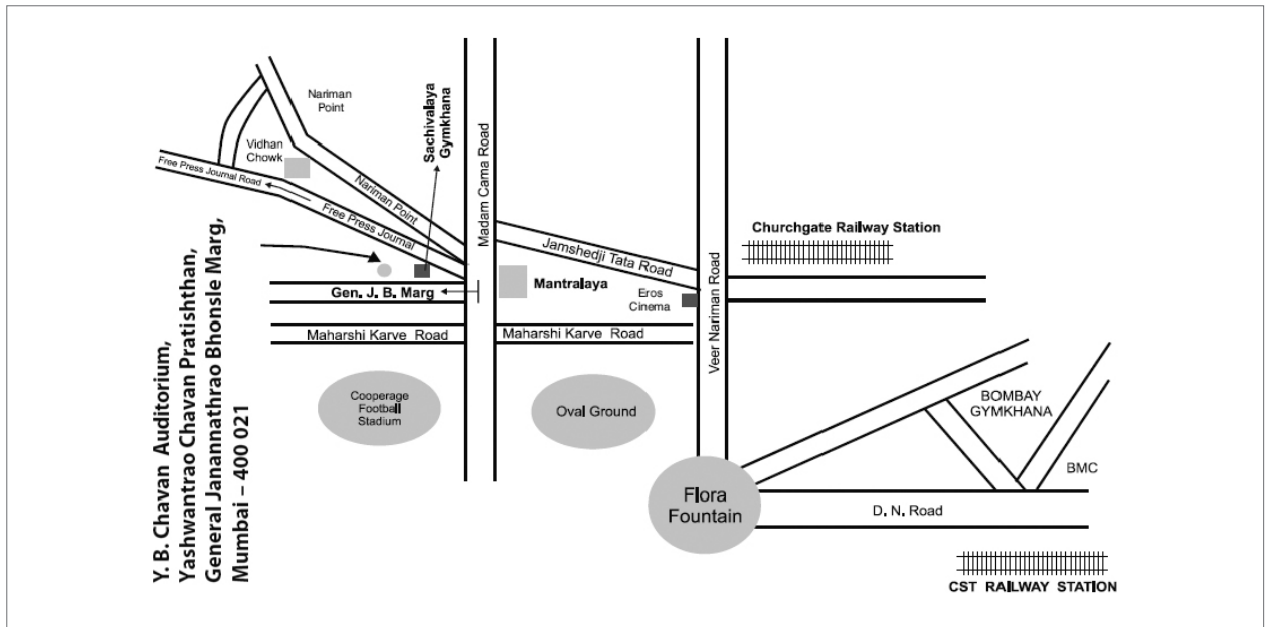 Nariman
Point
Sachivalaya
Gymkhana
Madam Cama Road
Vidhan
Chowk
Free Press Journal Road
Nariman Point
Free Press Journal
Jamshedji Tata Road
Churchgate Railway Station
Gen. J. B. Marg
Mantralaya
Eros
Cinema
Maharshi Karve Road
Maharshi Karve Road
Veer Nariman Road
Cooperage
Football
Stadium
Oval Ground
BOMBAY
GYMKHANA
BMC
Flora
Fountain
D. N. Road
CST RAILWAY STATION
Y. B. Chavan Auditorium,
Yashwantrao Chavan Pratishthan,
General Janannathrao Bhonsle Marg,
Mumbai – 400 021